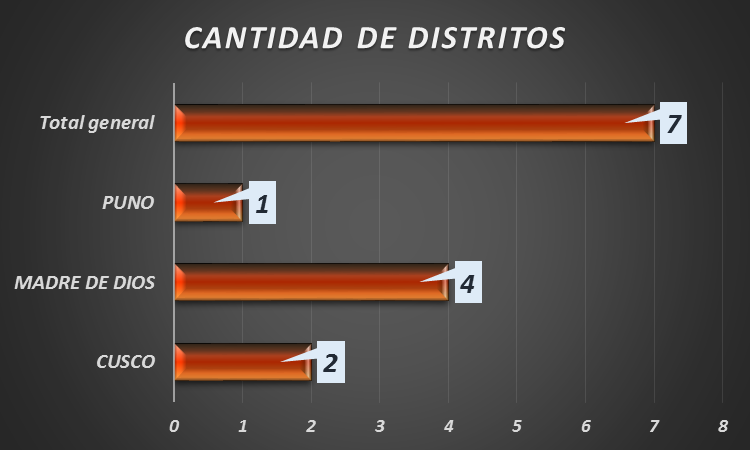 CANTIDAD DE DISTRITOS
Total general
7
PUNO
1
MADRE DE DIOS
4
CUSCO
2
0 1 2 3 4 5 6 7 8